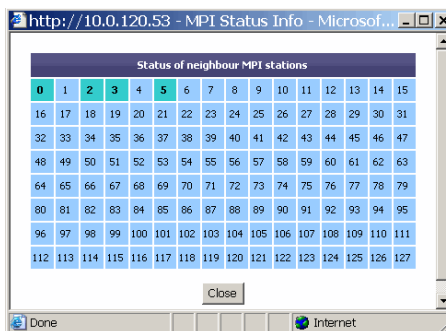 http://10.0.120.53 - MPI Status Info - Microsof...
Status of neighbour MPI stations
0 1 2 3 4 5 6 7 8 9 10 11 12 13 14 15
16 17 18 19 20 21 22 23 24 25 26 27 28 29 30 31
32 33 34 35 36 37 38 39 40 41 42 43 44 45 46 47
48 49 50 51 52 53 54 55 56 57 58 59 60 61 62 63
64 65 66 67 68 69 70 71 72 73 74 75 76 77 78 79
80 81 82 83 84 85 86 87 88 89 90 91 92 93 94 95
96 97 98 99 100 101 102 103 104 105 106 107 108 109 110 111
112 113 114 115 116 117 118 119 120 121 122 123 124 125 126 127
Close
Done Internet